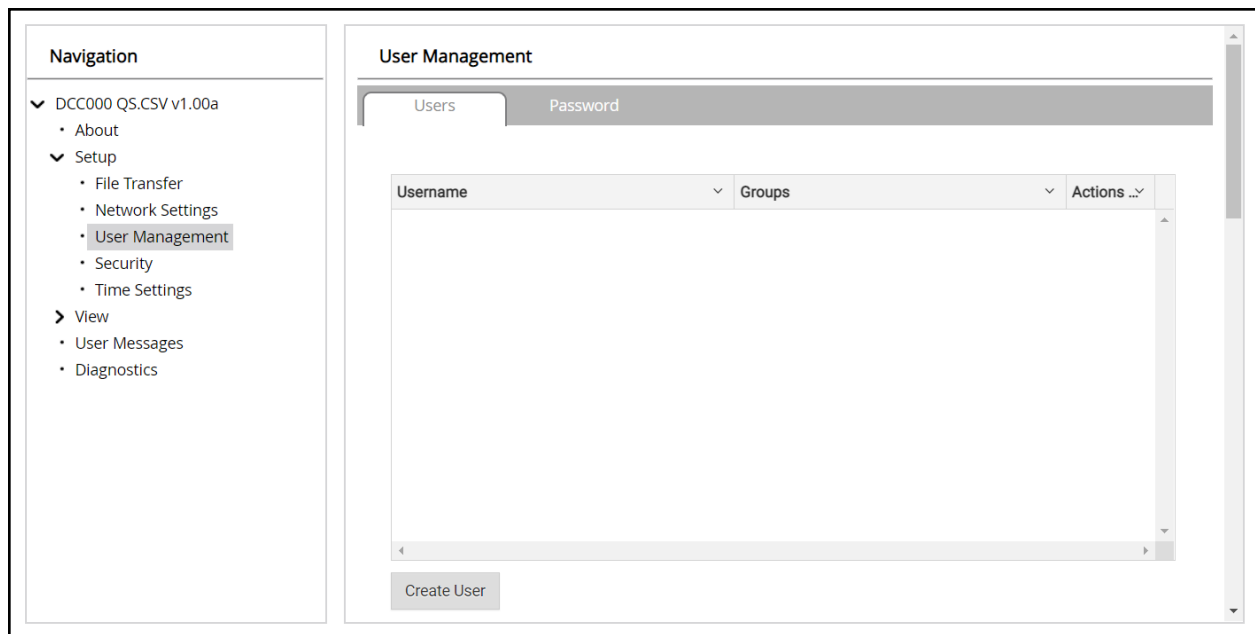 Navigation
DCC000 QS.CSV v1.00a
About
Setup
File Transfer
Network Settings
User Management
Security
Time Settings
View
User Messages
Diagnostics
User Management
Users Password
Username Groups Actions ...
Create User